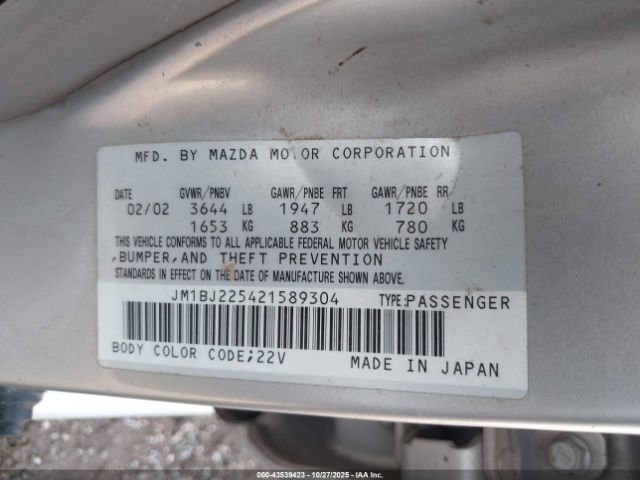 MFD. BY MAZDA MOTOR CORPORATION
DATE GVWR/PNBV GAWR/PNBE FRT GAWR/PNBE RR
02/02 3644 LB 1947 LB 1720 LB
1653 KG 883 KG 780 KG
THIS VEHICLE CONFORMS TO ALL APPLICABLE FEDERAL MOTOR VEHICLE SAFETY
,BUMPER,AND THEFT PREVENTION
STANDARDS IN EFFECT ON THE DATE OF MANUFACTURE SHOWN ABOVE.
JM1BJ225421589304 TYPE:PASSENGER
BODY COLOR CODE;22V MADE IN JAPAN
000-43539423 - 10/27/2025 - COPYRIGHT IAA, LLC